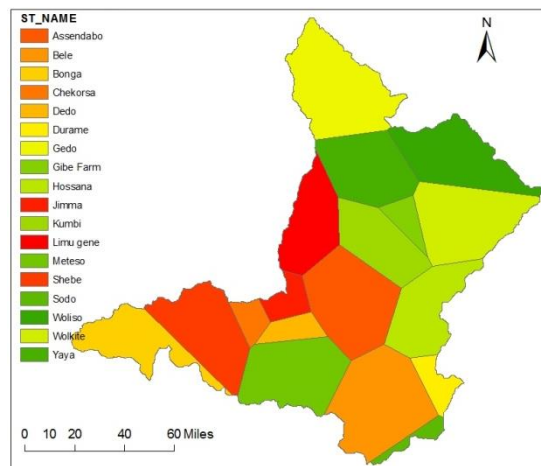 ST_NAME
Assendabo
Bele
Bonga
Chekorsa
Dedo
Durame
Gedo
Gibe Farm
Hossana
Jimma
Kumbi
Limu gene
Meteso
Shebe
Sodo
Woliso
Wolkite
Yaya
N
0 10 20 40 60 Miles